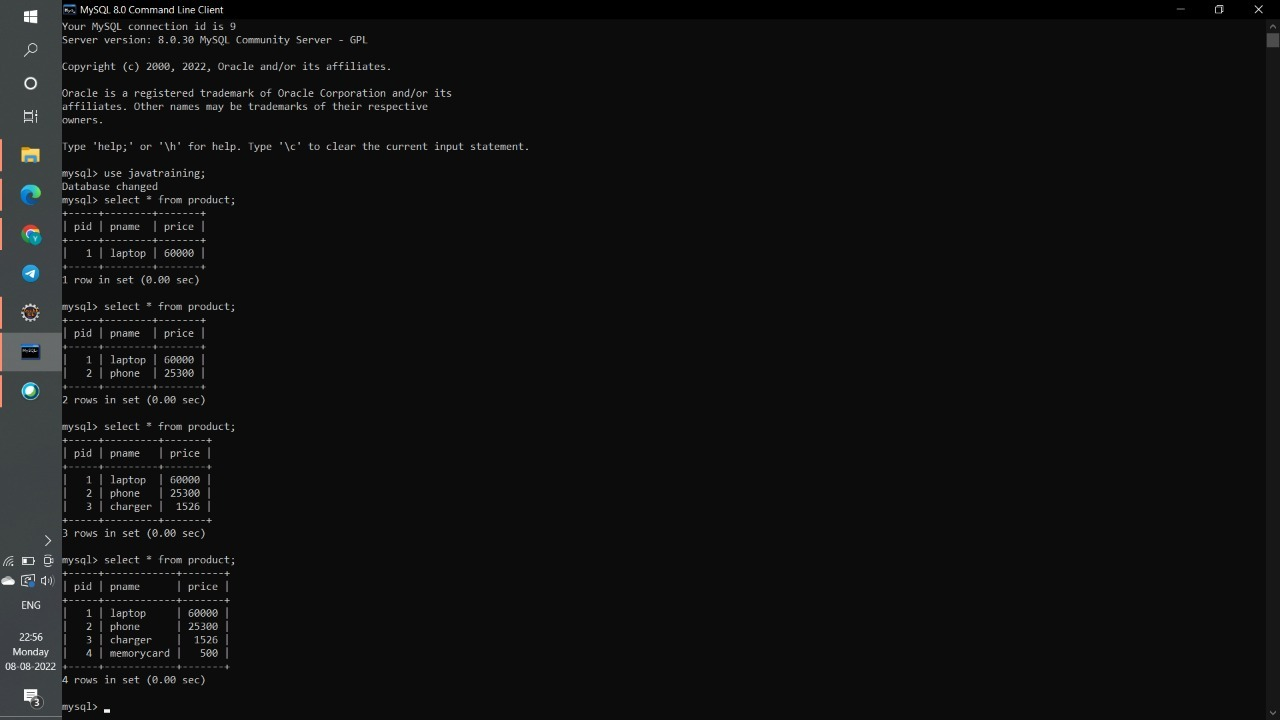 MySQL 8.0 Command Line Client
Your MySQL connection id is 9
Server version: 8.0.30 MySQL Community Server - GPL
Copyright (c) 2000, 2022, Oracle and/or its affiliates.
Oracle is a registered trademark of Oracle Corporation and/or its
affiliates. Other names may be trademarks of their respective
owners.
Type 'help;' or '\h' for help. Type '\c' to clear the current input statement.
mysql> use javatraining;
Database changed
mysql> select * from product;
+-----+--------+-------+
| pid | pname  | price |
+-----+--------+-------+
|   1 | laptop | 60000 |
+-----+--------+-------+
1 row in set (0.00 sec)
mysql> select * from product;
+-----+--------+-------+
| pid | pname  | price |
+-----+--------+-------+
|   1 | laptop | 60000 |
|   2 | phone  | 25300 |
+-----+--------+-------+
2 rows in set (0.00 sec)
mysql> select * from product;
+-----+---------+-------+
| pid | pname   | price |
+-----+---------+-------+
|   1 | laptop  | 60000 |
|   2 | phone   | 25300 |
|   3 | charger |  1526 |
+-----+---------+-------+
3 rows in set (0.00 sec)
mysql> select * from product;
+-----+------------+-------+
| pid | pname      | price |
+-----+------------+-------+
|   1 | laptop     | 60000 |
|   2 | phone      | 25300 |
|   3 | charger    |  1526 |
|   4 | memorycard |   500 |
+-----+------------+-------+
4 rows in set (0.00 sec)
mysql>
ENG
22:56
Monday
08-08-2022
3